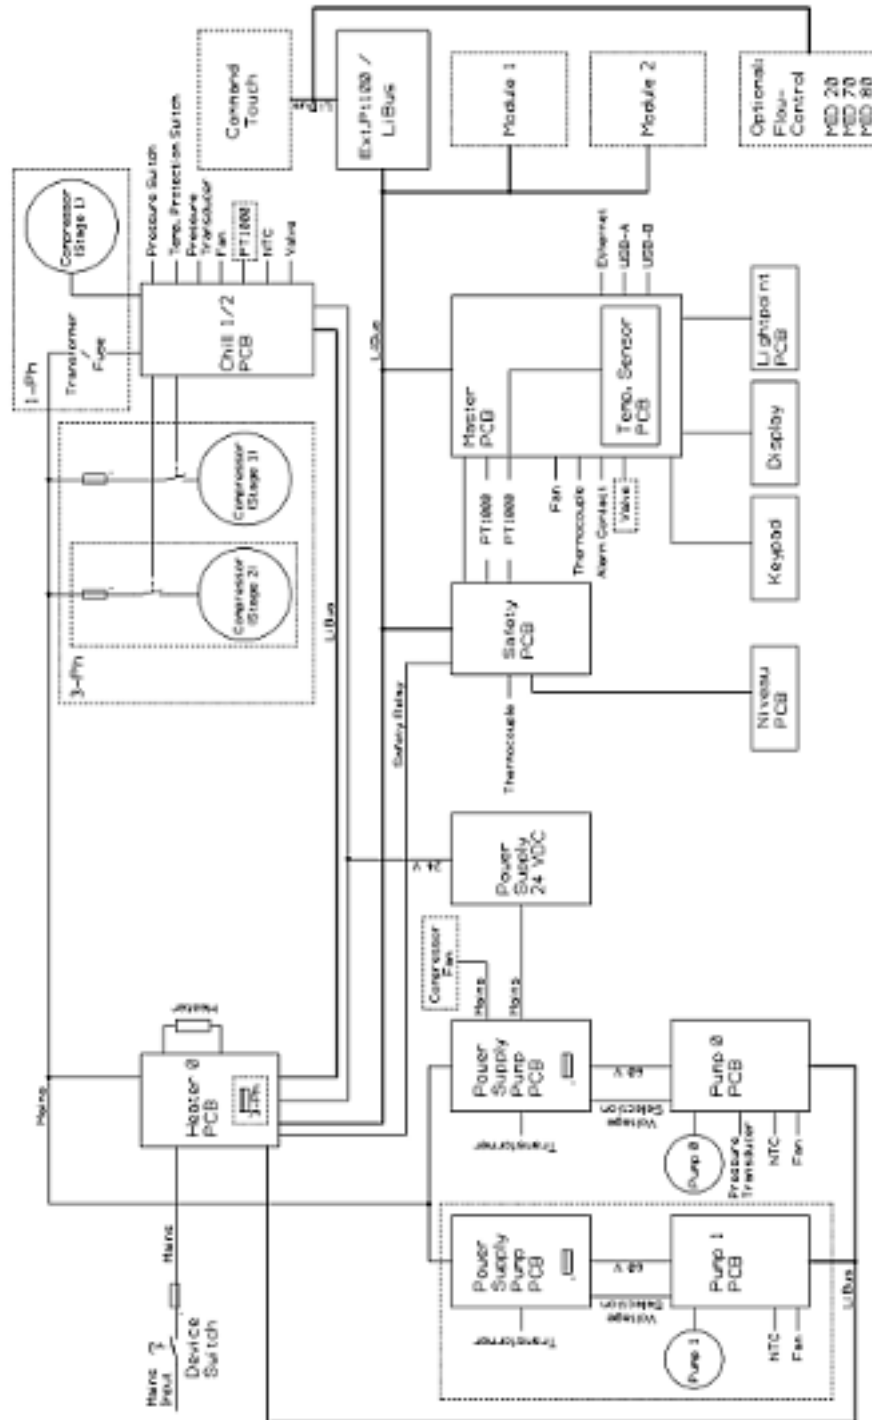 Command
Touch
Ext.Pt100 /
LiBus
Module 1
Module 2
Optional:
Flow-
Control
MID 20
MID 70
MID 80
Compressor
(Stage 1)
1-Ph
Transformer
/
Fuse
Pressure Switch
Temp. Protection Switch
Pressure
Transducer
Fan
PT1000
NTC
Valve
Chill 1/2
PCB
LiBus
Ethernet
USB-A
USB-B
Master
PCB
Temp. Sensor
PCB
Lightpoint
PCB
Display
Keypad
Compressor
(Stage 1)
Compressor
(Stage 2)
3-Ph
LiBus
PT1000
PT1000
Fan
Thermocouple
Alarm Contact
Valve
Safety
PCB
Safety Relay
Thermocouple
Niveau
PCB
Power
Supply
24 VDC
24 V
Compressor
Fan
Mains
Mains
Heater
Heater 0
PCB
3-Ph
Mains
Power
Supply
Pump
PCB
Transformer
60 V
Voltage
Selection
Pump 0
PCB
Pump 0
Pressure
Transducer
NTC
Fan
Mains
Device
Switch
Mains
Input
Power
Supply
Pump
PCB
Transformer
60 V
Voltage
Selection
Pump 1
PCB
Pump 1
NTC
Fan
LiBus